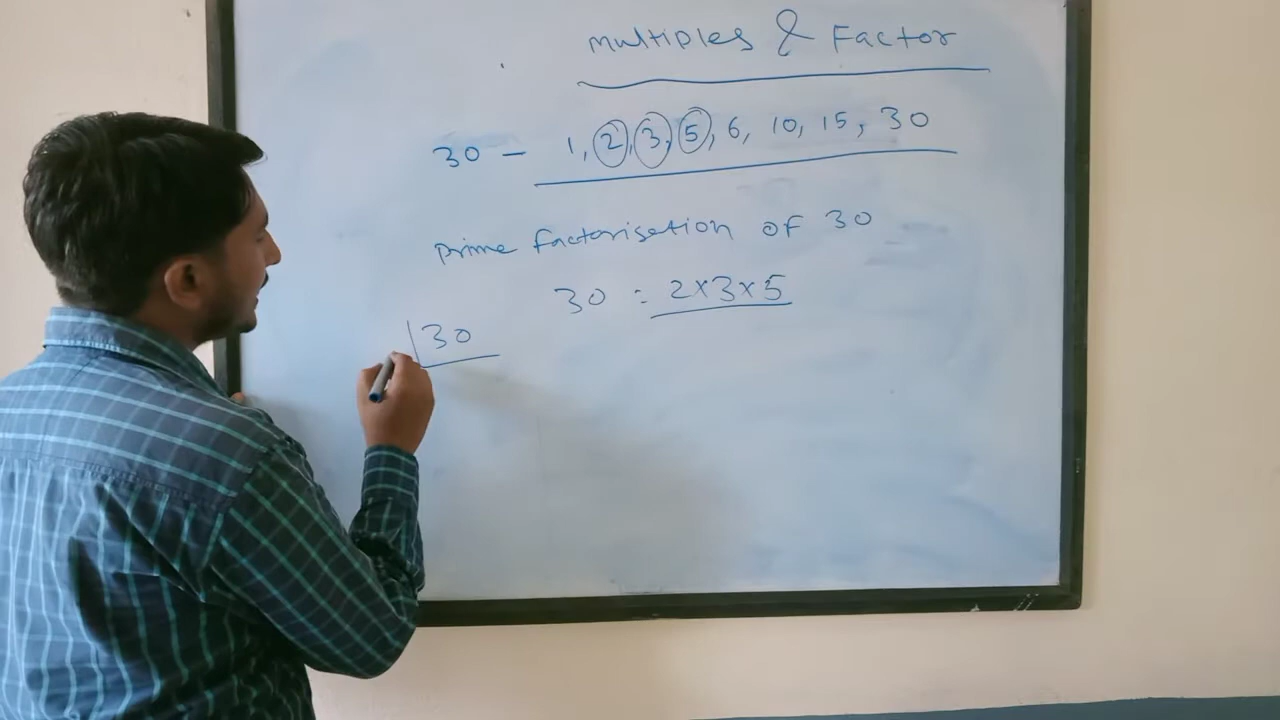 Multiples & Factor
30 - 1, 2, 3, 5, 6, 10, 15, 30
prime factorisetion of 30
30 = 2×3×5
30